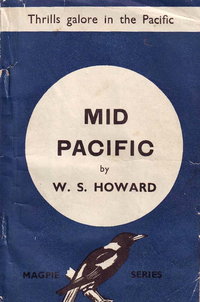 Thrills galore in the Pacific
MID
PACIFIC
by
W. S. HOWARD
MAGPIE SERIES